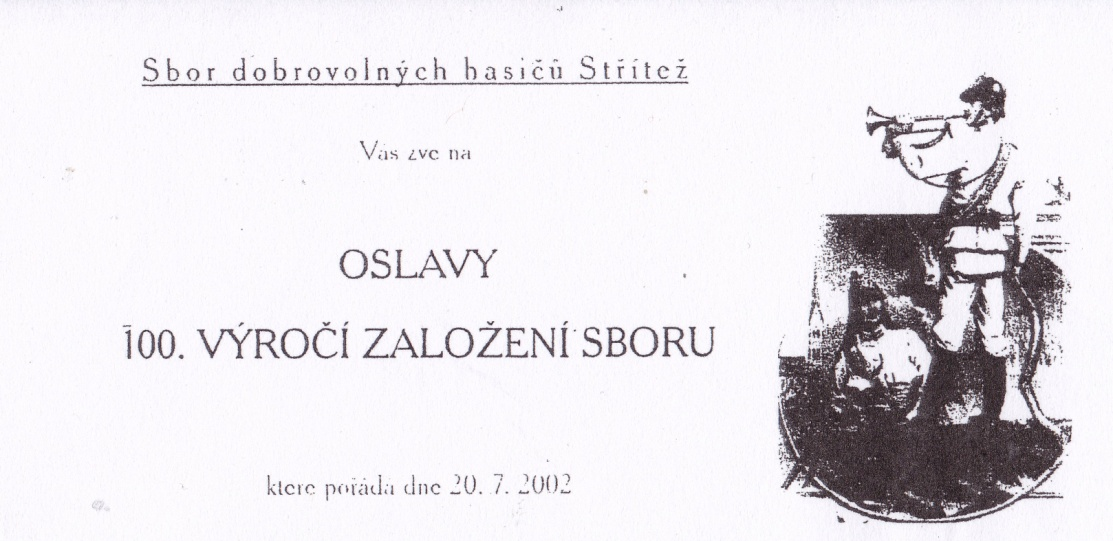 Sbor dobrovolných hasičů Střítež
Vás zve na
OSLAVY
100. VÝROČÍ ZALOŽENÍ SBORU
které pořádá dne 20. 7. 2002